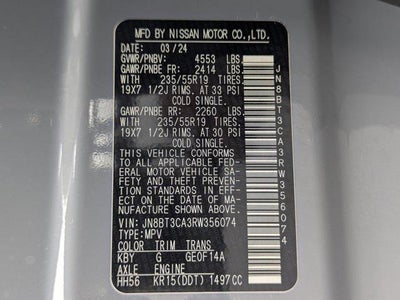 MFD BY NISSAN MOTOR CO.,LTD.
DATE: 03/24
GVWR/PNBV: 4553 LBS.
GAWR/PNBE FR: 2414 LBS.
WITH 235/55R19 TIRES.
19X7 1/2J RIMS. AT 33 PSI
COLD SINGLE.
GAWR/PNBE RR: 2260 LBS.
WITH 235/55R19 TIRES.
19X7 1/2J RIMS. AT 30 PSI
COLD SINGLE.
THIS VEHICLE CONFORMS
TO ALL APPLICABLE FED-
ERAL MOTOR VEHICLE SA-
FETY AND THEFT PREVEN-
TION STANDARDS IN EFFECT
ON THE DATE OF MA-
NUFACTURE SHOWN ABOVE.
VIN: JN8BT3CA3RW356074
TYPE: MPV
COLOR TRIM TRANS
KBY G GEOF14A
AXLE ENGINE
HH56 KR15(DDT) 1497CC
JN8BT3CA3RW356074